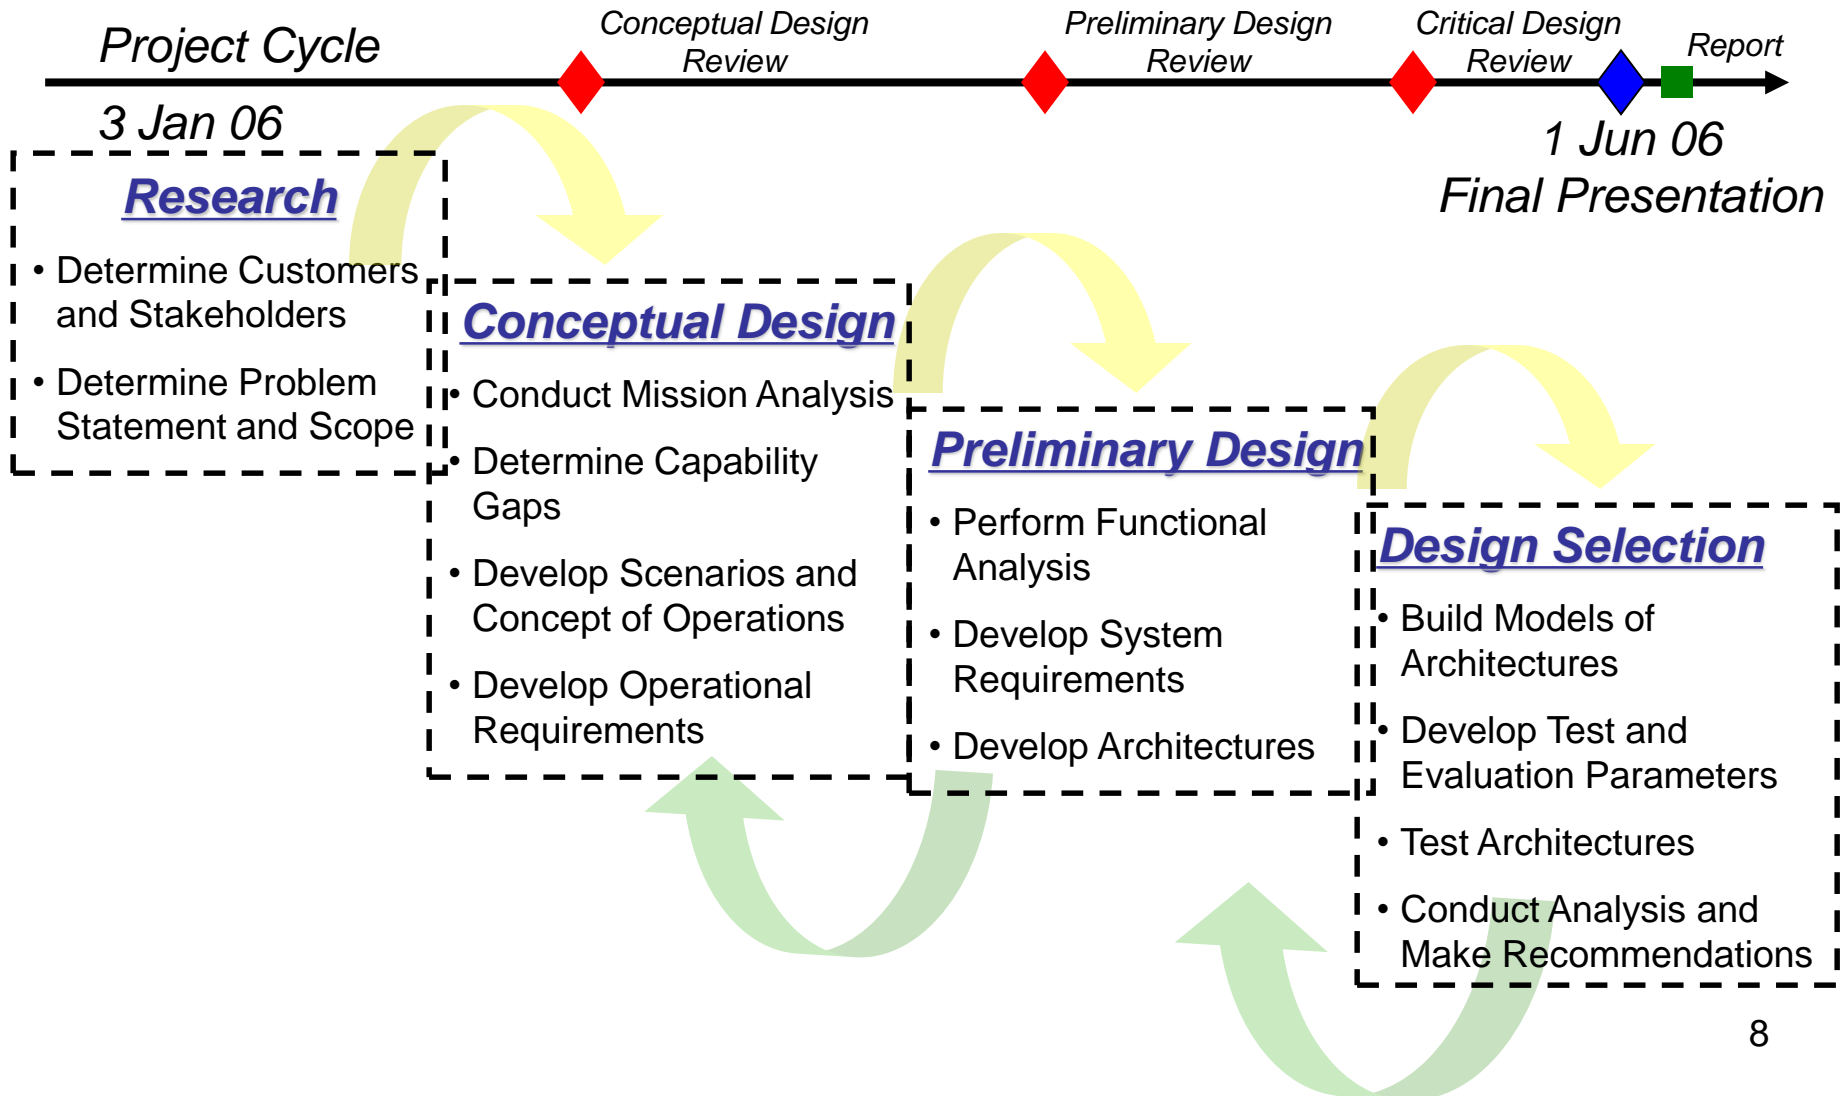 Project Cycle
Conceptual Design
Review
Preliminary Design
Review
Critical Design
Review
Report
3 Jan 06
1 Jun 06
Final Presentation
Research
• Determine Customers
and Stakeholders
• Determine Problem
Statement and Scope
Conceptual Design
• Conduct Mission Analysis
• Determine Capability
Gaps
• Develop Scenarios and
Concept of Operations
• Develop Operational
Requirements
Preliminary Design
• Perform Functional
Analysis
• Develop System
Requirements
• Develop Architectures
Design Selection
• Build Models of
Architectures
• Develop Test and
Evaluation Parameters
• Test Architectures
• Conduct Analysis and
Make Recommendations
8